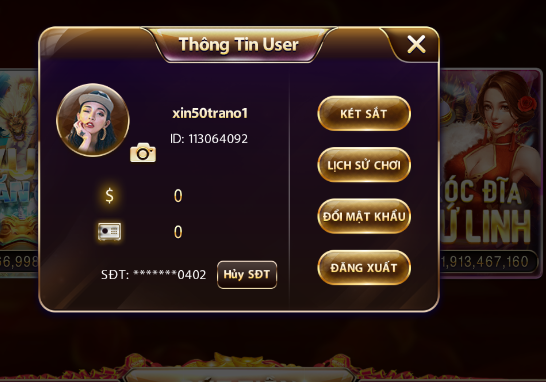 Thông Tin User
xin50trano1
ID: 113064092
KÉT SẮT
LỊCH SỬ CHƠI
$ 0
0
ĐỔI MẬT KHẨU
SĐT: *******0402
Hủy SĐT
ĐĂNG XUẤT
ỐC ĐĨA
Ứ LINH
66,998
1,913,467,160